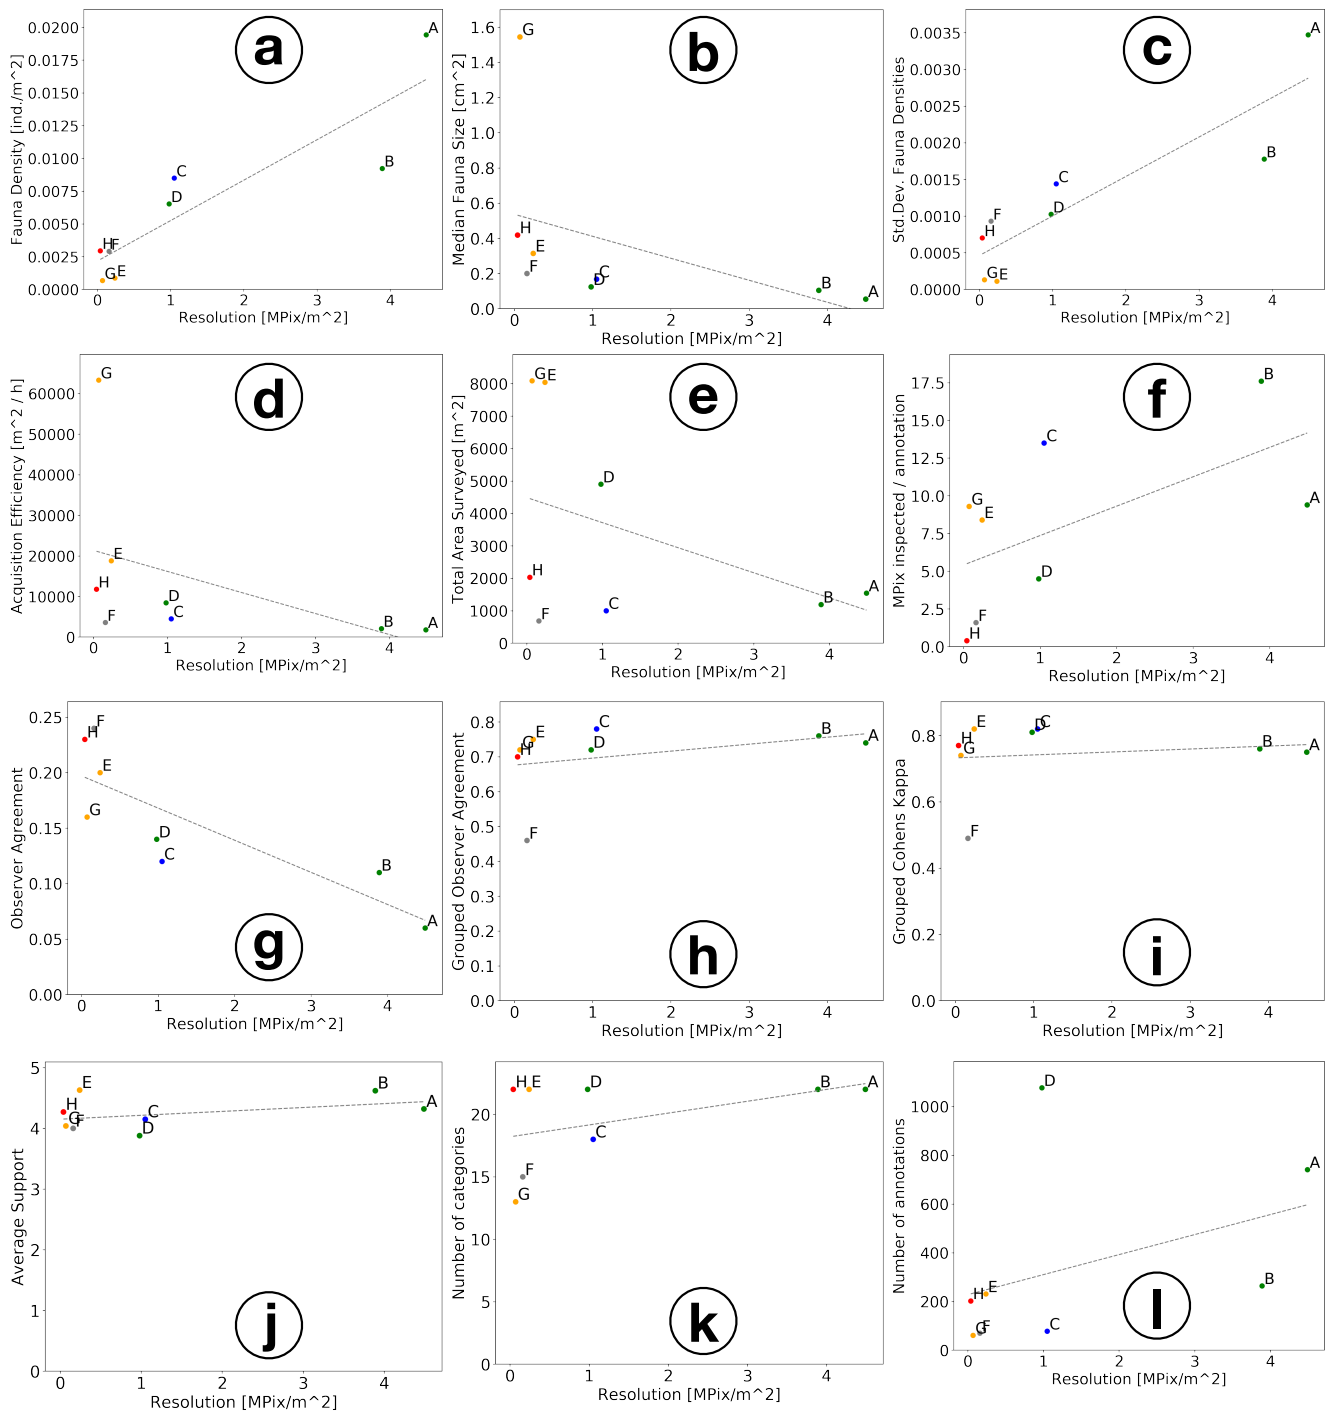 a
Fauna Density [ind./m^2]
0.0200
0.0175
0.0150
0.0125
0.0100
0.0075
0.0050
0.0025
0.0000
A
B
C
D
H
F
G
E
0
1
2
3
4
Resolution [MPix/m^2]
b
Median Fauna Size [cm^2]
1.6
1.4
1.2
1.0
0.8
0.6
0.4
0.2
0.0
G
H
E
F
C
D
B
A
0
1
2
3
4
Resolution [MPix/m^2]
c
Std.Dev. Fauna Densities
0.0035
0.0030
0.0025
0.0020
0.0015
0.0010
0.0005
0.0000
A
B
C
D
F
H
G
E
0
1
2
3
4
Resolution [MPix/m^2]
d
Acquisition Efficiency [m^2 / h]
60000
50000
40000
30000
20000
10000
0
G
E
H
F
D
C
B
A
0
1
2
3
4
Resolution [MPix/m^2]
e
Total Area Surveyed [m^2]
8000
7000
6000
5000
4000
3000
2000
1000
0
G
E
D
H
F
C
B
A
0
1
2
3
4
Resolution [MPix/m^2]
f
MPix inspected / annotation
17.5
15.0
12.5
10.0
7.5
5.0
2.5
0.0
B
C
A
G
E
D
F
H
0
1
2
3
4
Resolution [MPix/m^2]
g
Observer Agreement
0.25
0.20
0.15
0.10
0.05
0.00
F
H
E
G
D
C
B
A
0
1
2
3
4
Resolution [MPix/m^2]
h
Grouped Observer Agreement
0.8
0.7
0.6
0.5
0.4
0.3
0.2
0.1
0.0
C
E
G
H
D
B
A
F
0
1
2
3
4
Resolution [MPix/m^2]
i
Grouped Cohens Kappa
0.8
0.6
0.4
0.2
0.0
E
D
C
H
G
B
A
F
0
1
2
3
4
Resolution [MPix/m^2]
j
Average Support
5
4
3
2
1
0
E
H
G
F
C
D
B
A
0
1
2
3
4
Resolution [MPix/m^2]
k
Number of categories
20
15
10
5
0
H
E
D
B
A
C
F
G
0
1
2
3
4
Resolution [MPix/m^2]
l
Number of annotations
1000
800
600
400
200
0
D
A
B
E
H
G
F
C
0
1
2
3
4
Resolution [MPix/m^2]